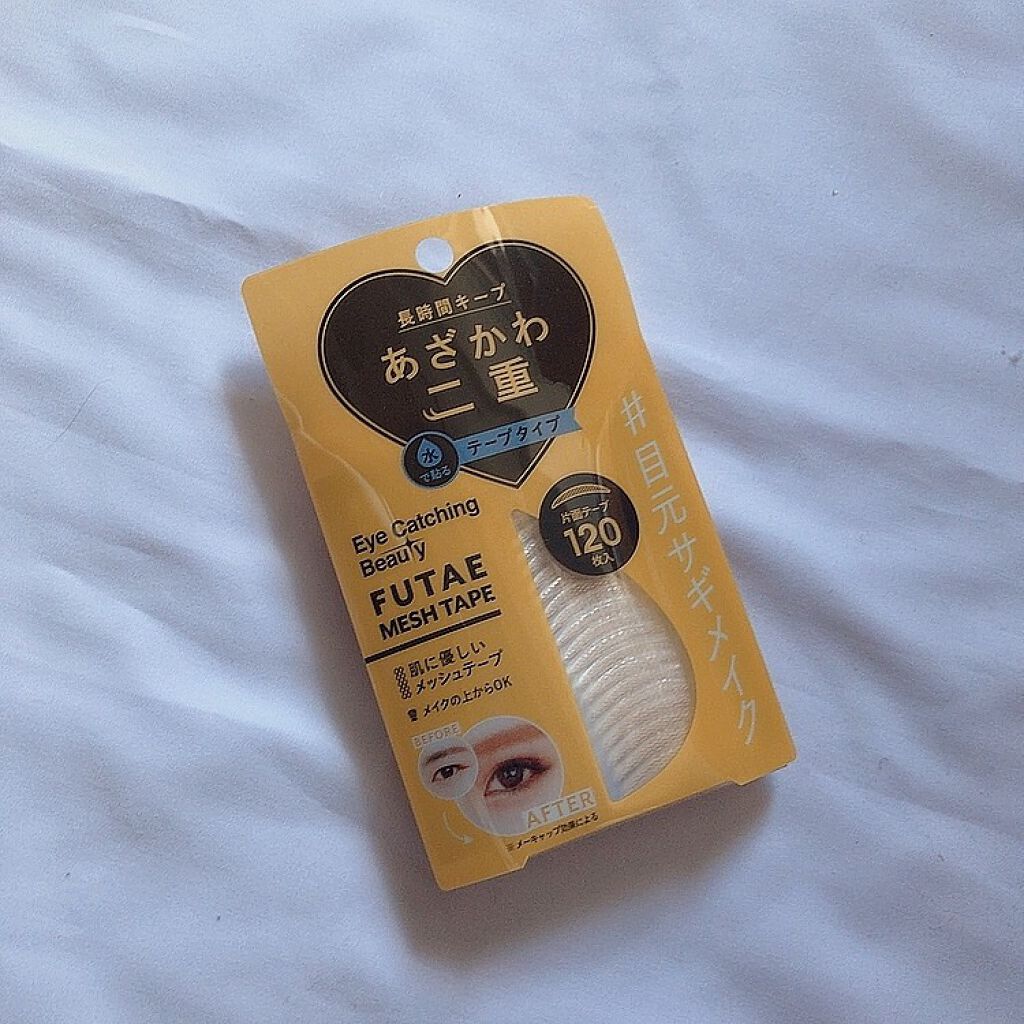 長時間キープ
あざかわ
二重
水
で貼る
テープタイプ
片面テープ
120
枚入
#目元サギメイク
Eye Catching
Beauty
FUTAE
MESH TAPE
肌に優しい
メッシュテープ
メイクの上からOK
BEFORE
AFTER
※メーキャップ効果による